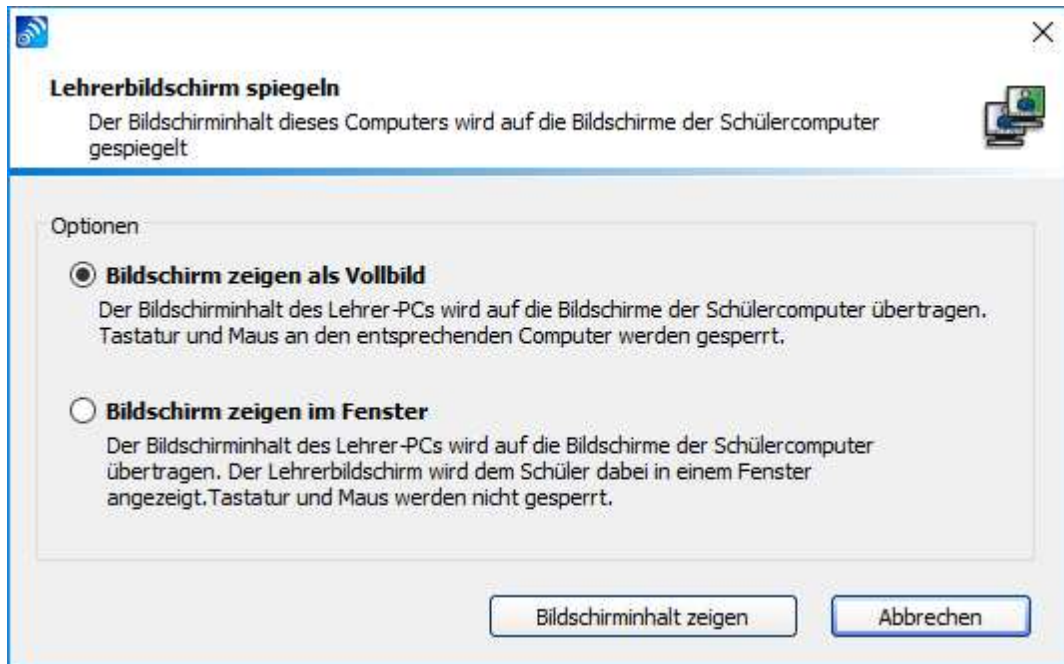 Lehrerbildschirm spiegeln
Der Bildschirminhalt dieses Computers wird auf die Bildschirme der Schülercomputer
gespiegelt
Optionen
Bildschirm zeigen als Vollbild
Der Bildschirminhalt des Lehrer-PCs wird auf die Bildschirme der Schülercomputer übertragen.
Tastatur und Maus an den entsprechenden Computer werden gesperrt.
Bildschirm zeigen im Fenster
Der Bildschirminhalt des Lehrer-PCs wird auf die Bildschirme der Schülercomputer
übertragen. Der Lehrerbildschirm wird dem Schüler dabei in einem Fenster
angezeigt.Tastatur und Maus werden nicht gesperrt.
Bildschirminhalt zeigen
Abbrechen